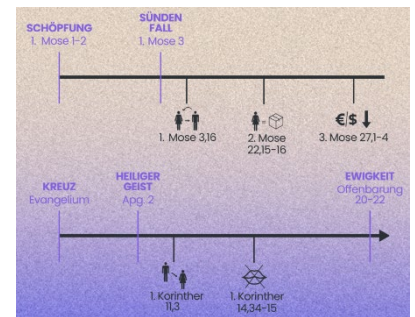 SCHÖPFUNG
1. Mose 1-2
SÜNDEN
FALL
1. Mose 3
1. Mose 3,16
2. Mose
22,15-16
€/$
3. Mose 27,1-4
KREUZ
Evangelium
HEILIGER
GEIST
Apg. 2
EWIGKEIT
Offenbarung
20-22
1. Korinther
11,3
1. Korinther
14,34-15